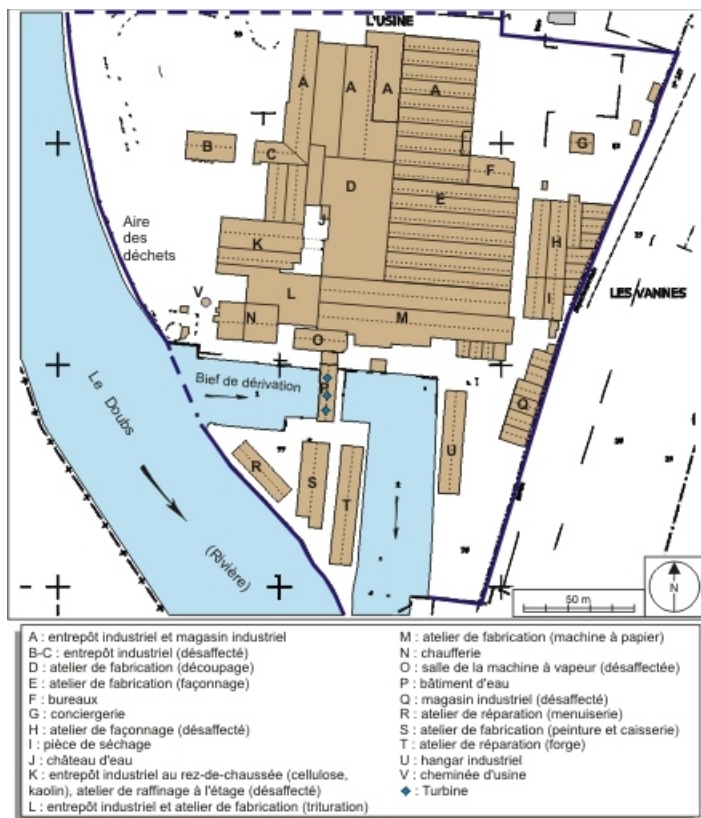 L'USINE
A
A
A
A
B
C
G
F
D
E
J
K
H
Aire
des
déchets
V
L
I
LES VANNES
N
M
O
Bief de dérivation
P
Q
Le Doubs
(Rivière)
R
S
T
U
N
50 m
A : entrepôt industriel et magasin industriel
B-C : entrepôt industriel (désaffecté)
D : atelier de fabrication (découpage)
E : atelier de fabrication (façonnage)
F : bureaux
G : conciergerie
H : atelier de façonnage (désaffecté)
I : pièce de séchage
J : château d'eau
K : entrepôt industriel au rez-de-chaussée (cellulose,
kaolin), atelier de raffinage à l'étage (désaffecté)
L : entrepôt industriel et atelier de fabrication (trituration)
M : atelier de fabrication (machine à papier)
N : chaufferie
O : salle de la machine à vapeur (désaffectée)
P : bâtiment d'eau
Q : magasin industriel (désaffecté)
R : atelier de réparation (menuiserie)
S : atelier de fabrication (peinture et caisserie)
T : atelier de réparation (forge)
U : hangar industriel
V : cheminée d'usine
: Turbine